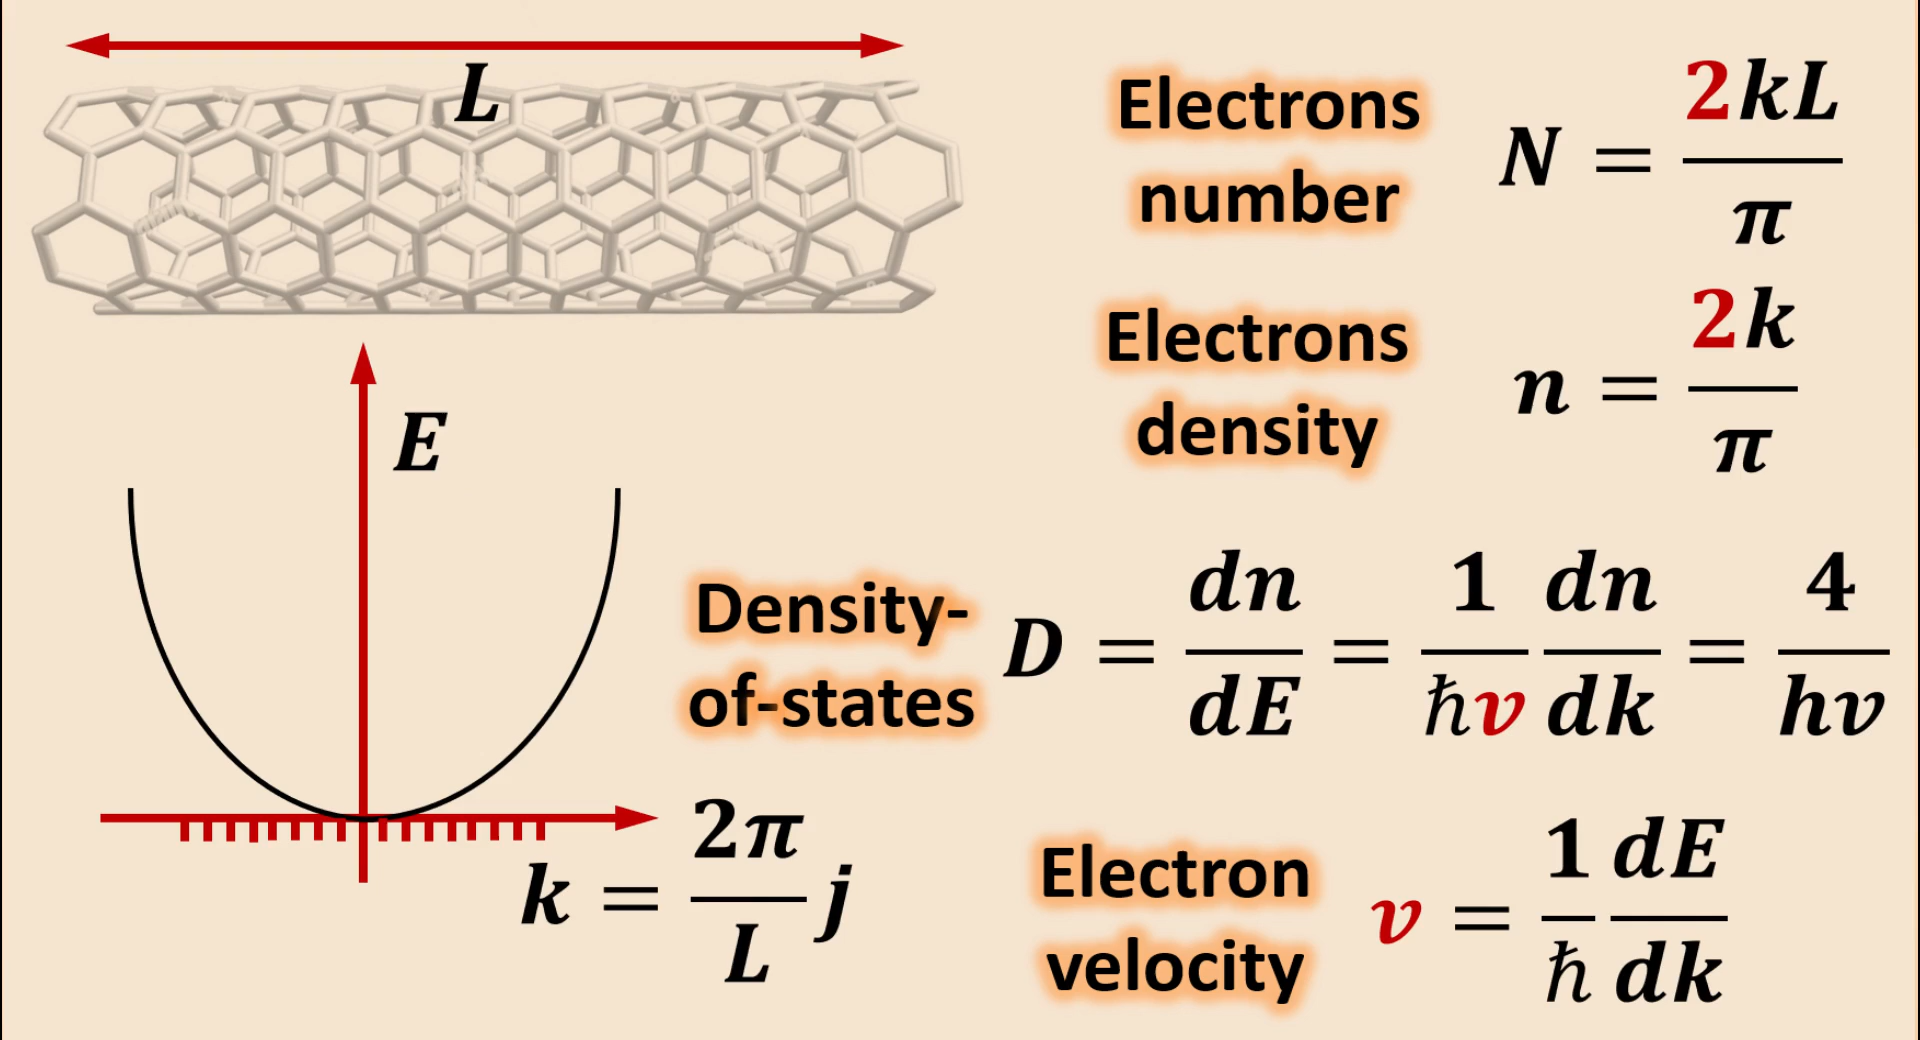 L
Electrons
number
N = 2kL/π
Electrons
density
n = 2k/π
E
Density-
of-states
D = dn/dE = 1/ħv dn/dk = 4/hv
k = 2π/L j
Electron
velocity
v = 1/ħ dE/dk